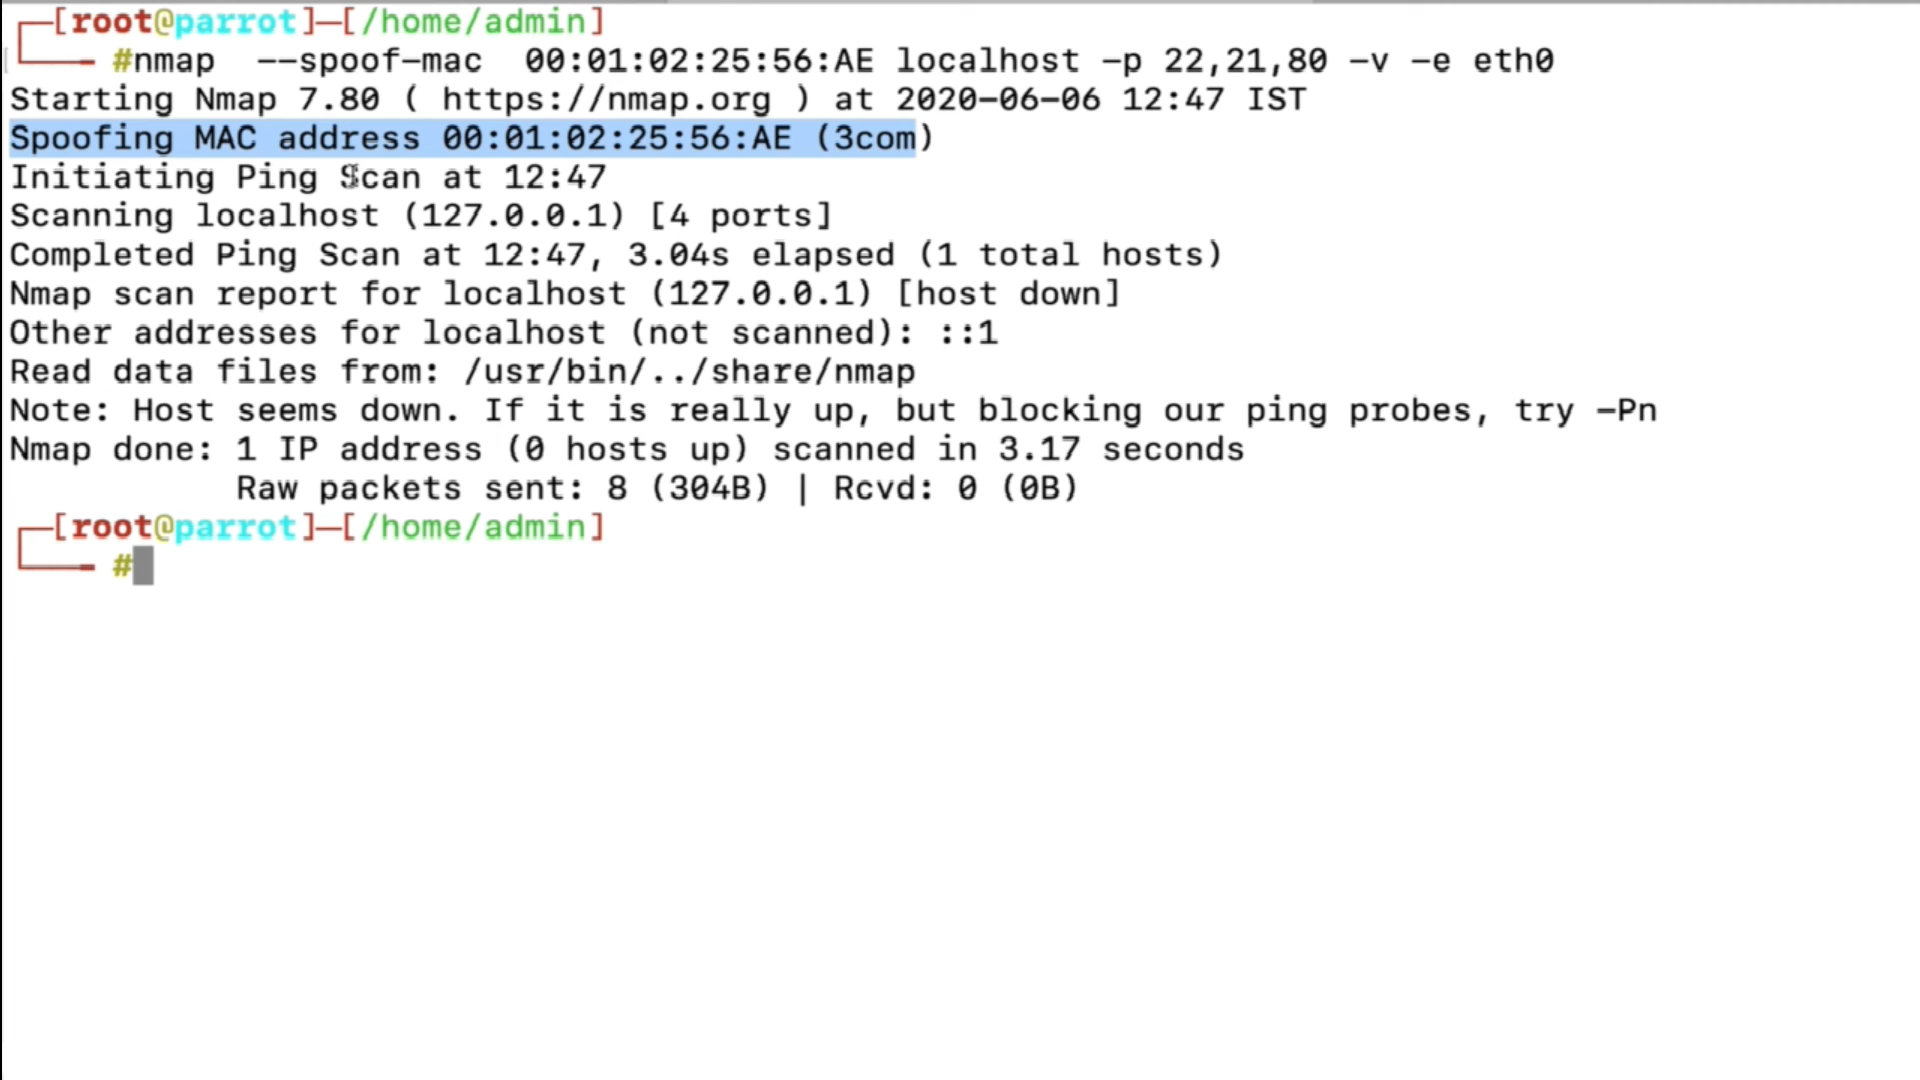 [root@parrot]─[/home/admin]
#nmap  --spoof-mac  00:01:02:25:56:AE localhost -p 22,21,80 -v -e eth0
Starting Nmap 7.80 ( https://nmap.org ) at 2020-06-06 12:47 IST
Spoofing MAC address 00:01:02:25:56:AE (3com)
Initiating Ping Scan at 12:47
Scanning localhost (127.0.0.1) [4 ports]
Completed Ping Scan at 12:47, 3.04s elapsed (1 total hosts)
Nmap scan report for localhost (127.0.0.1) [host down]
Other addresses for localhost (not scanned): ::1
Read data files from: /usr/bin/../share/nmap
Note: Host seems down. If it is really up, but blocking our ping probes, try -Pn
Nmap done: 1 IP address (0 hosts up) scanned in 3.17 seconds
Raw packets sent: 8 (304B) | Rcvd: 0 (0B)
[root@parrot]─[/home/admin]
#